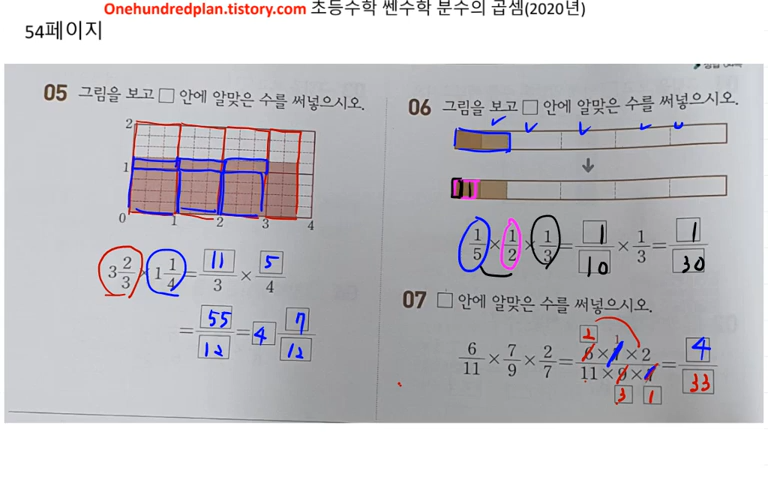 Onehundredplan.tistory.com 초등수학 쎈수학 분수의 곱셈(2020년)
54페이지
05 그림을 보고 □ 안에 알맞은 수를 써넣으시오.
2
1
0 1 2 3 4
3 2/3 × 1 1/4 = 11/3 × 5/4
= 55/12 = 4 7/12
06 그림을 보고 □ 안에 알맞은 수를 써넣으시오.
1/5 × 1/2 × 1/3 = 1/10 × 1/3 = 1/30
07 □ 안에 알맞은 수를 써넣으시오.
2 1
6/11 × 7/9 × 2/7 = 6×7×2/11×9×7 = 4/33
3 1